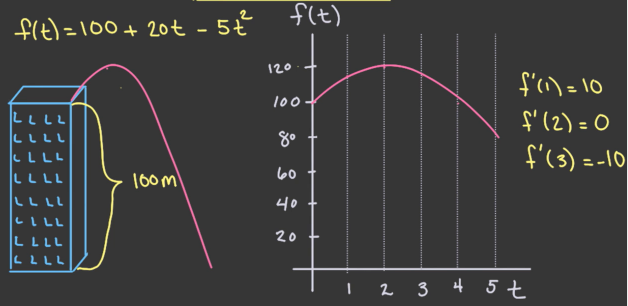 f(t) = 100 + 20t - 5t²
100m
f(t)
120
100
80
60
40
20
1 2 3 4 5 t
f'(1) = 10
f'(2) = 0
f'(3) = -10